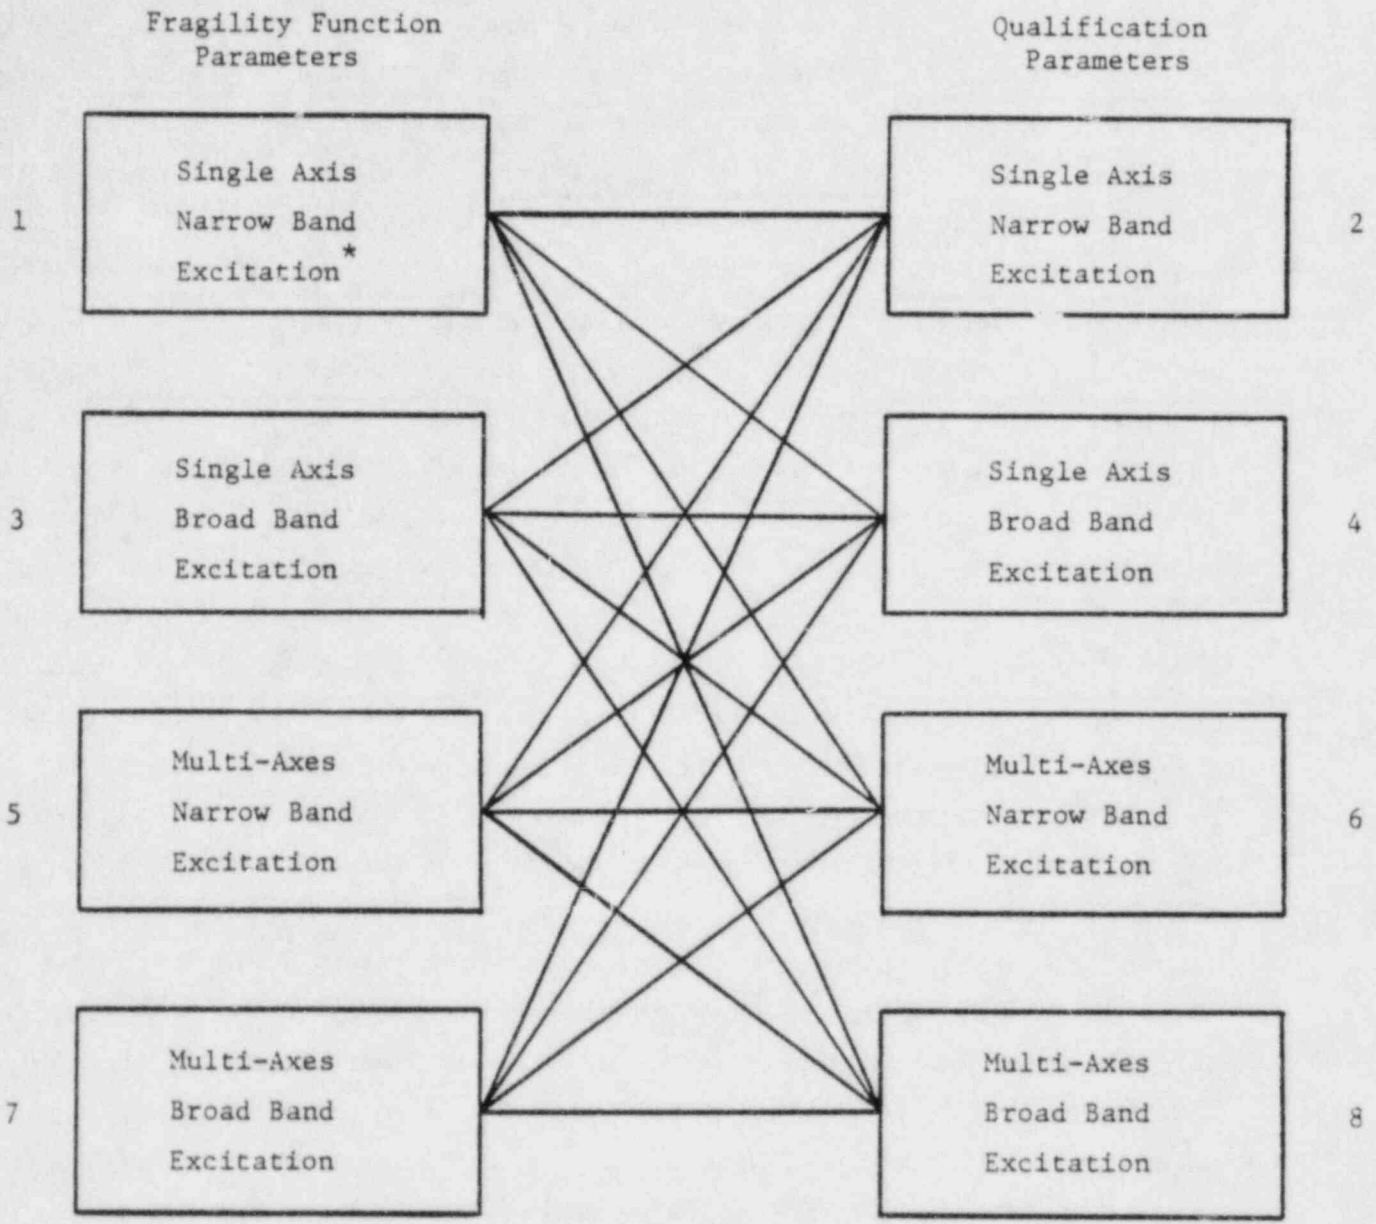 Fragility Function
Parameters
Qualification
Parameters
1
Single Axis
Narrow Band
Excitation*
Single Axis
Narrow Band
Excitation
2
3
Single Axis
Broad Band
Excitation
Single Axis
Broad Band
Excitation
4
5
Multi-Axes
Narrow Band
Excitation
Multi-Axes
Narrow Band
Excitation
6
7
Multi-Axes
Broad Band
Excitation
Multi-Axes
Broad Band
Excitation
8